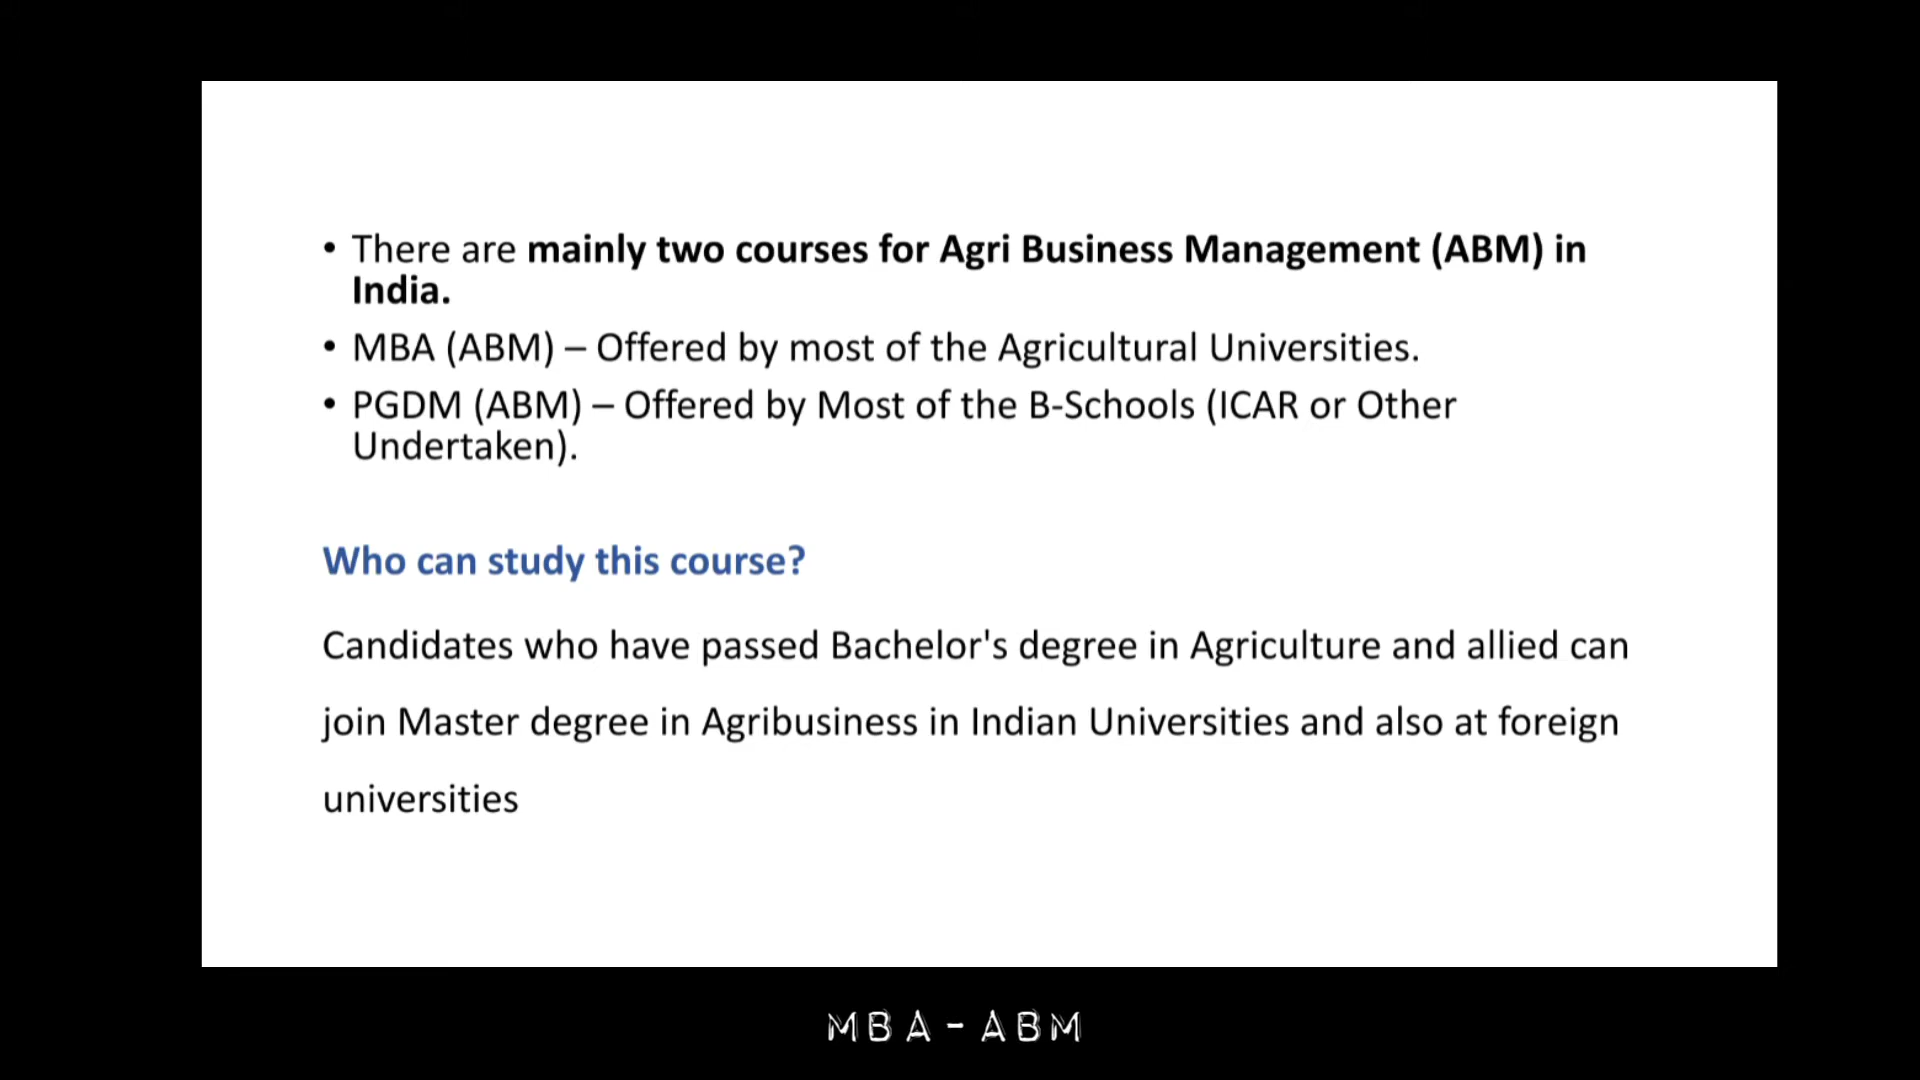 • There are mainly two courses for Agri Business Management (ABM) in
India.
• MBA (ABM) – Offered by most of the Agricultural Universities.
• PGDM (ABM) – Offered by Most of the B-Schools (ICAR or Other
Undertaken).
Who can study this course?
Candidates who have passed Bachelor's degree in Agriculture and allied can
join Master degree in Agribusiness in Indian Universities and also at foreign
universities
MBA-ABM